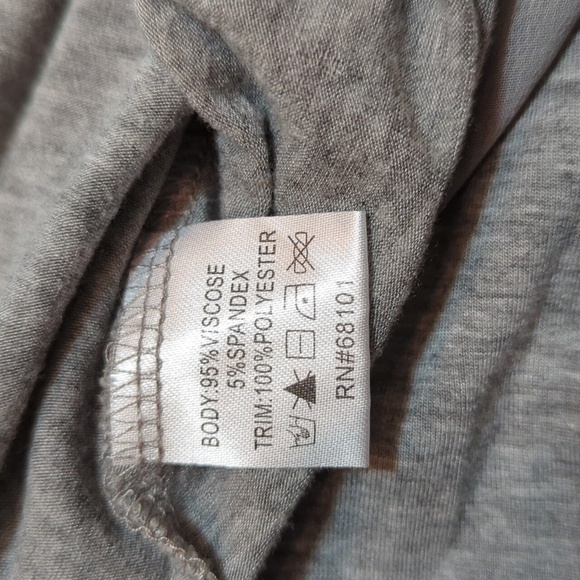 BODY:95%VISCOSE
5%SPANDEX
TRIM:100%POLYESTER
RN#68101